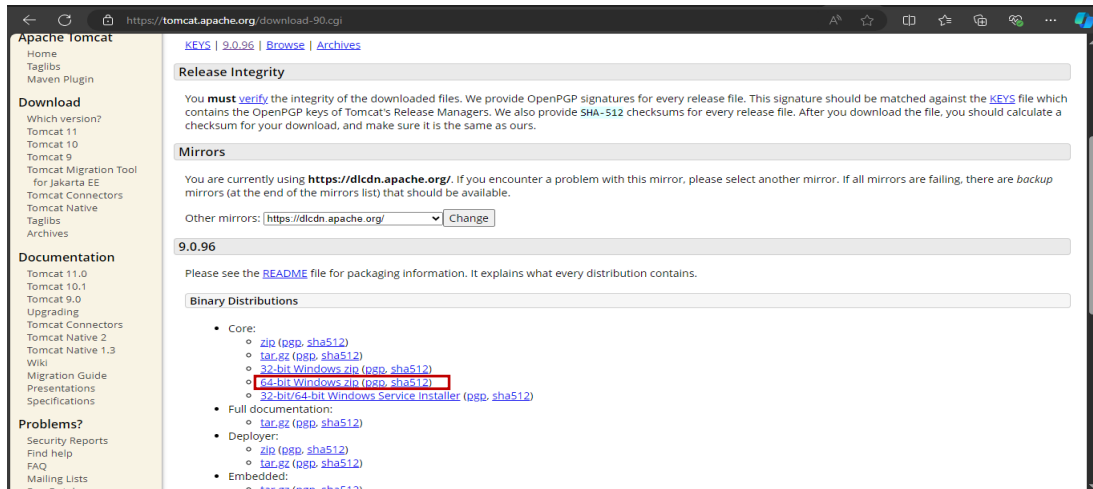 https://tomcat.apache.org/download-90.cgi
Apache Tomcat
Home
Taglibs
Maven Plugin
Download
Which version?
Tomcat 11
Tomcat 10
Tomcat 9
Tomcat Migration Tool
for Jakarta EE
Tomcat Connectors
Tomcat Native
Taglibs
Archives
Documentation
Tomcat 11.0
Tomcat 10.1
Tomcat 9.0
Upgrading
Tomcat Connectors
Tomcat Native 2
Tomcat Native 1.3
Wiki
Migration Guide
Presentations
Specifications
Problems?
Security Reports
Find help
FAQ
Mailing Lists
KEYS | 9.0.96 | Browse | Archives
Release Integrity
You must verify the integrity of the downloaded files. We provide OpenPGP signatures for every release file. This signature should be matched against the KEYS file which
contains the OpenPGP keys of Tomcat's Release Managers. We also provide SHA-512 checksums for every release file. After you download the file, you should calculate a
checksum for your download, and make sure it is the same as ours.
Mirrors
You are currently using https://dlcdn.apache.org/. If you encounter a problem with this mirror, please select another mirror. If all mirrors are failing, there are backup
mirrors (at the end of the mirrors list) that should be available.
Other mirrors: https://dlcdn.apache.org/ Change
9.0.96
Please see the README file for packaging information. It explains what every distribution contains.
Binary Distributions
Core:
zip (pgp, sha512)
tar.gz (pgp, sha512)
32-bit Windows zip (pgp, sha512)
64-bit Windows zip (pgp, sha512)
32-bit/64-bit Windows Service Installer (pgp, sha512)
Full documentation:
tar.gz (pgp, sha512)
Deployer:
zip (pgp, sha512)
tar.gz (pgp, sha512)
Embedded:
tar.gz (pgp, sha512)